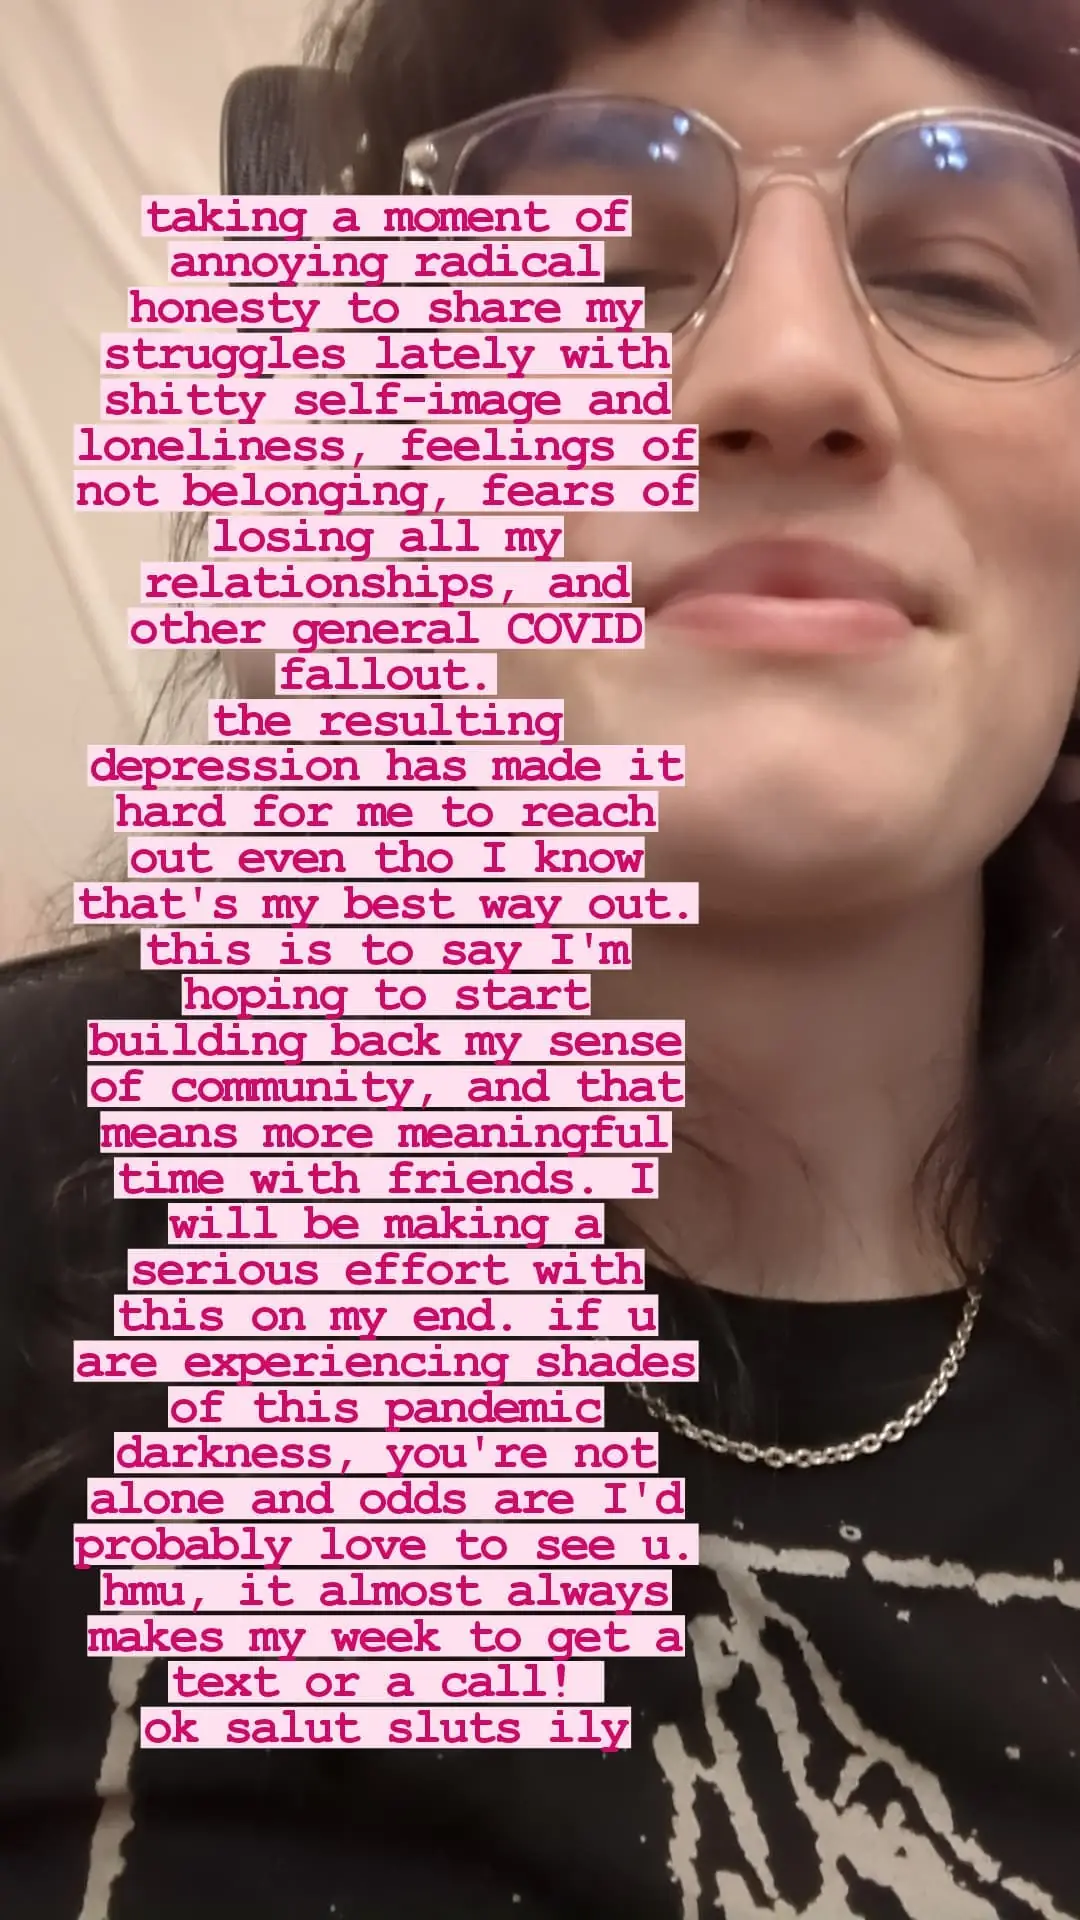 taking a moment of
annoying radical
honesty to share my
struggles lately with
shitty self-image and
loneliness, feelings of
not belonging, fears of
losing all my
relationships, and
other general COVID
fallout.
the resulting
depression has made it
hard for me to reach
out even tho I know
that's my best way out.
this is to say I'm
hoping to start
building back my sense
of community, and that
means more meaningful
time with friends. I
will be making a
serious effort with
this on my end. if u
are experiencing shades
of this pandemic
darkness, you're not
alone and odds are I'd
probably love to see u.
hmu, it almost always
makes my week to get a
text or a call!
ok salut sluts ily